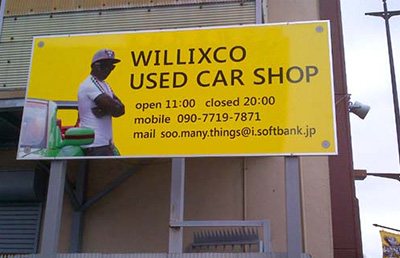 WILLIXCO
USED CAR SHOP
open 11:00 closed 20:00
mobile 090-7719-7871
mail soo.many.things@i.softbank.jp